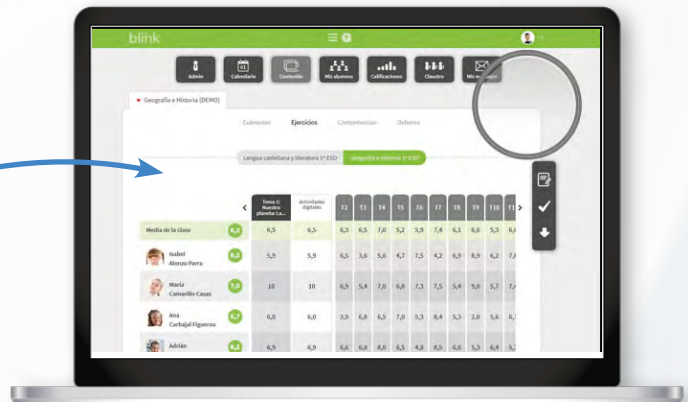 blink
Admin
Calendario
Contenido
Mis alumnos
Calificaciones
Claustro
Mis mensajes
Geografía e Historia (DEMO)
Exámenes Ejercicios Competencias Deberes
Lengua castellana y literatura 1º ESO Geografía e Historia 1º ESO
Tema 1: Nuestro planeta: La... Actividades digitales T2 T3 T4 T5 T6 T7 T8 T9 T10
Media de la clase 6,3 6,5 6,5 6,3 6,5 7,0 5,2 5,9 7,4 6,1 6,6 5,3
Isabel Alonzo Parra 6,2 5,9 5,9 6,5 3,6 5,6 4,7 7,5 4,2 6,9 8,9 6,2
María Camarillo Casas 10 10 6,9 5,4 7,0 6,8 7,3 7,5 5,4 9,0 5,7
Ana Carbajal Figueroa 6,0 6,0 3,9 6,8 6,5 7,0 5,3 8,4 5,3 2,8 5,6
Adrián 6,2 6,9 6,9 6,6 6,8 8,0 6,5 4,8 8,5 6,0 5,3 6,4